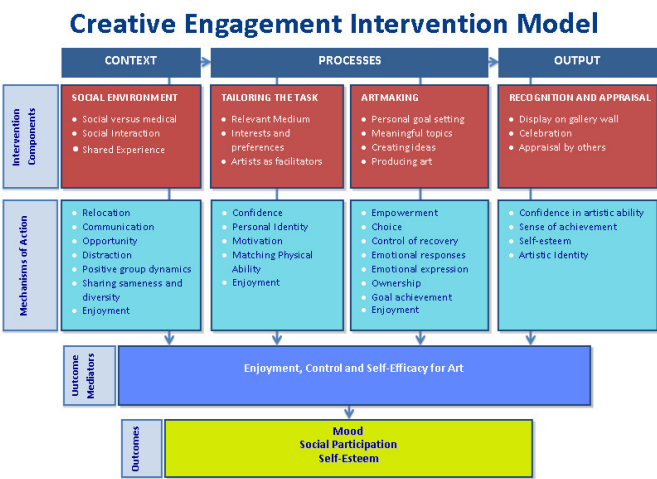 Creative Engagement Intervention Model
CONTEXT
PROCESSES
OUTPUT
Intervention
Components
SOCIAL ENVIRONMENT
• Social versus medical
• Social Interaction
• Shared Experience
TAILORING THE TASK
• Relevant Medium
• Interests and
preferences
• Artists as facilitators
ARTMAKING
• Personal goal setting
• Meaningful topics
• Creating ideas
• Producing art
RECOGNITION AND APPRAISAL
• Display on gallery wall
• Celebration
• Appraisal by others
Mechanisms of Action
• Relocation
• Communication
• Opportunity
• Distraction
• Positive group dynamics
• Sharing sameness and
diversity
• Enjoyment
• Confidence
• Personal Identity
• Motivation
• Matching Physical
Ability
• Enjoyment
• Empowerment
• Choice
• Control of recovery
• Emotional responses
• Emotional expression
• Ownership
• Goal achievement
• Enjoyment
• Confidence in artistic ability
• Sense of achievement
• Self-esteem
• Artistic Identity
Outcome
Mediators
Enjoyment, Control and Self-Efficacy for Art
Outcomes
Mood
Social Participation
Self-Esteem